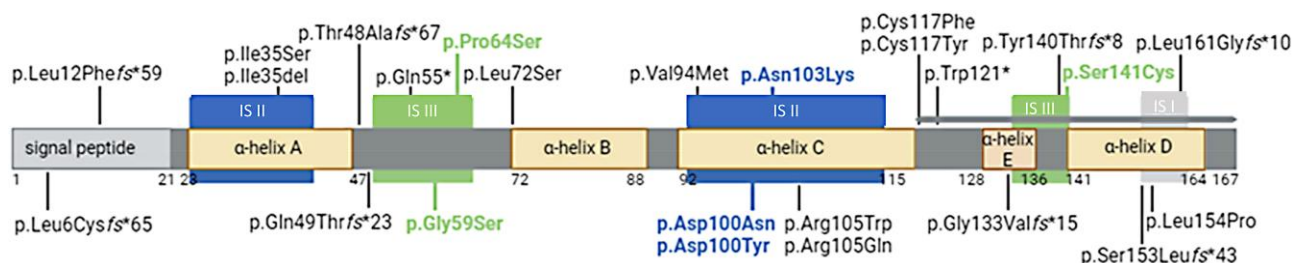 p.Leu12Phefs*59
p.Ile35Ser
p.Ile35del
p.Thr48Alafs*67
p.Gln55*
p.Pro64Ser
p.Leu72Ser
p.Val94Met
p.Asn103Lys
p.Cys117Phe
p.Cys117Tyr
p.Trp121*
p.Tyr140Thrfs*8
p.Ser141Cys
p.Leu161Glyfs*10
IS II
IS III
IS II
IS III
IS I
signal peptide
α-helix A
α-helix B
α-helix C
α-helix
E
α-helix D
1 21 28 47 72 88 92 115 128 136 141 164 167
p.Leu6Cysfs*65
p.Gln49Thrfs*23
p.Gly59Ser
p.Asp100Asn
p.Asp100Tyr
p.Arg105Trp
p.Arg105Gln
p.Gly133Valfs*15
p.Leu154Pro
p.Ser153Leufs*43